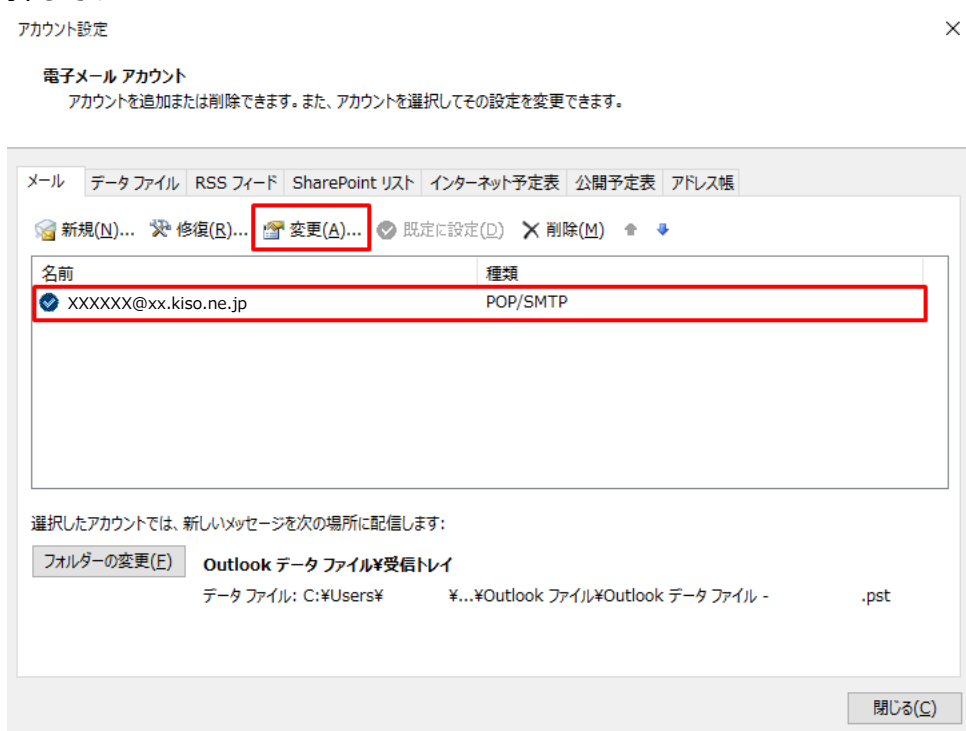 アカウント設定
電子メール アカウント
アカウントを追加または削除できます。また、アカウントを選択してその設定を変更できます。
メール データ ファイル RSS フィード SharePoint リスト インターネット予定表 公開予定表 アドレス帳
新規(N)... 修復(R)... 変更(A)... 既定に設定(D) 削除(M)
名前 種類
XXXXXX@xx.kiso.ne.jp POP/SMTP
選択したアカウントでは、新しいメッセージを次の場所に配信します:
フォルダーの変更(F) Outlook データ ファイル¥受信トレイ
データ ファイル: C:¥Users¥ ¥...¥Outlook ファイル¥Outlook データ ファイル - .pst
閉じる(C)